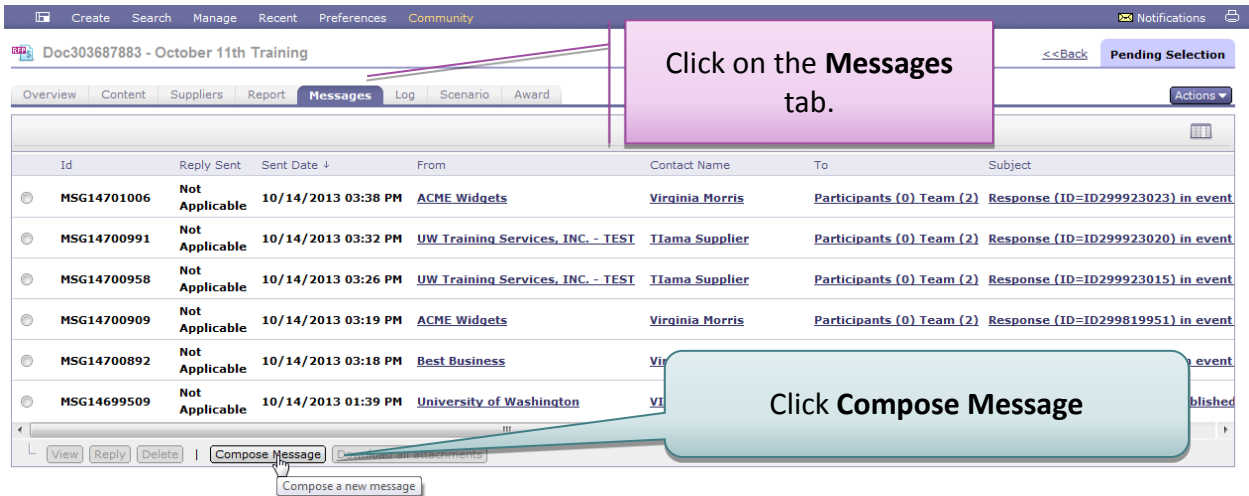 Create Search Manage Recent Preferences Community Notifications
Doc303687883 - October 11th Training <<Back Pending Selection
Overview Content Suppliers Report Messages Log Scenario Award Actions
Click on the Messages
tab.
Id Reply Sent Sent Date ↓ From Contact Name To Subject
MSG14701006 Not Applicable 10/14/2013 03:38 PM ACME Widgets Virginia Morris Participants (0) Team (2) Response (ID=ID299923023) in event
MSG14700991 Not Applicable 10/14/2013 03:32 PM UW Training Services, INC. - TEST TIama Supplier Participants (0) Team (2) Response (ID=ID299923020) in event
MSG14700958 Not Applicable 10/14/2013 03:26 PM UW Training Services, INC. - TEST TIama Supplier Participants (0) Team (2) Response (ID=ID299923015) in event
MSG14700909 Not Applicable 10/14/2013 03:19 PM ACME Widgets Virginia Morris Participants (0) Team (2) Response (ID=ID299819951) in event
MSG14700892 Not Applicable 10/14/2013 03:18 PM Best Business event
MSG14699509 Not Applicable 10/14/2013 01:39 PM University of Washington
Click Compose Message
View Reply Delete | Compose Message all attachments
Compose a new message